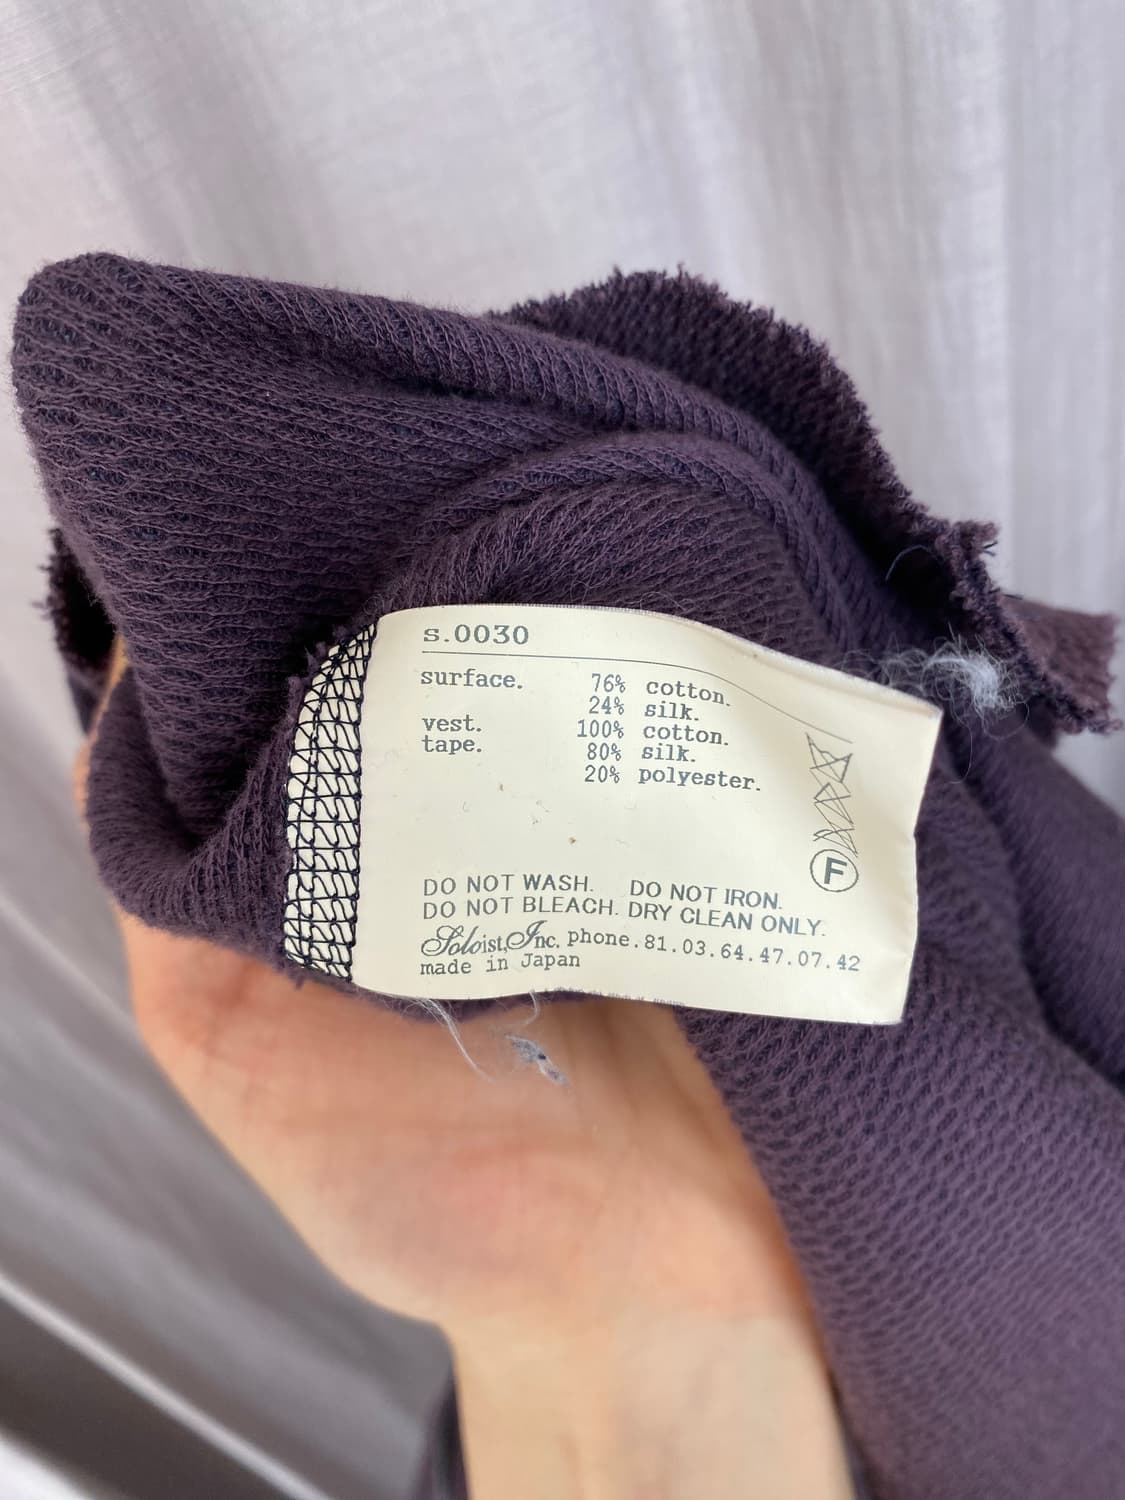 s.0030
surface. 76% cotton.
24% silk.
vest. 100% cotton.
tape. 80% silk.
20% polyester.
F
DO NOT WASH. DO NOT IRON.
DO NOT BLEACH. DRY CLEAN ONLY.
Soloist,Inc. phone.81.03.64.47.07.42
made in Japan